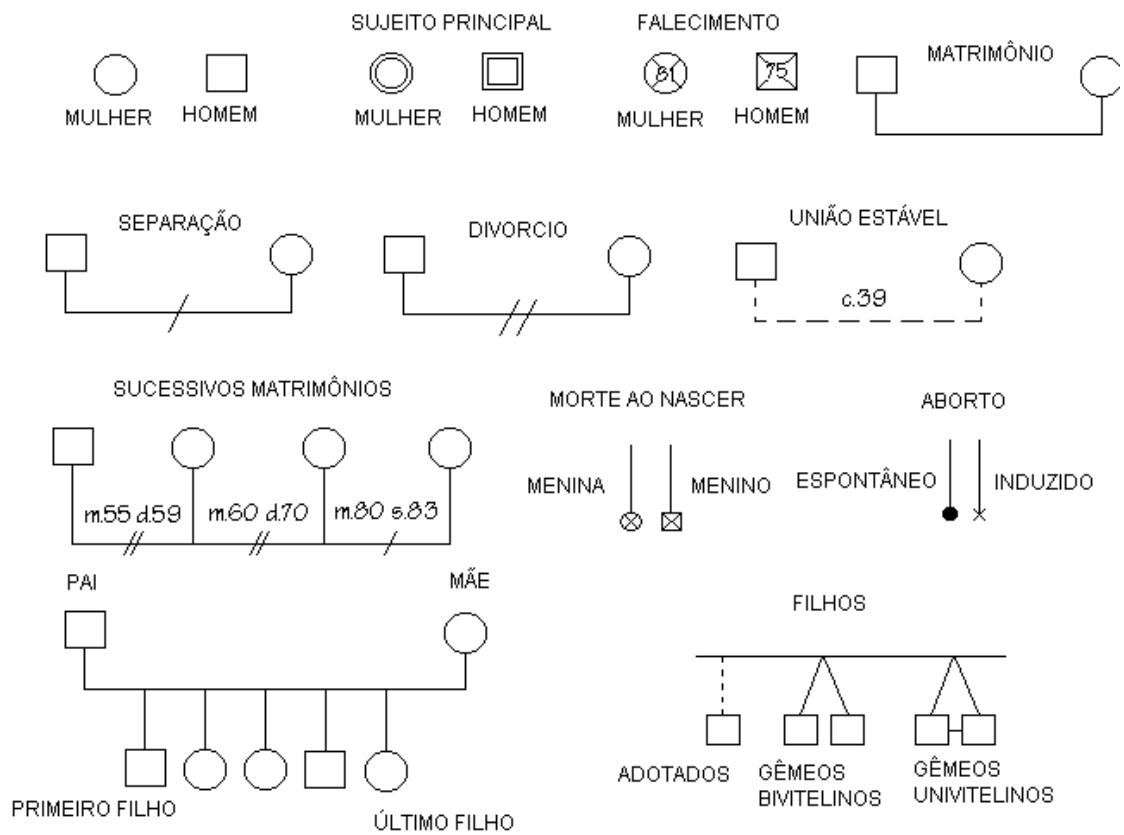 SUJEITO PRINCIPAL
FALECIMENTO
MATRIMÔNIO
81
75
MULHER
HOMEM
MULHER
HOMEM
MULHER
HOMEM
SEPARAÇÃO
DIVORCIO
UNIÃO ESTÁVEL
c.39
SUCESSIVOS MATRIMÔNIOS
m.55 d.59
m.60 d.70
m.80 s.83
MORTE AO NASCER
MENINA
MENINO
ABORTO
ESPONTÂNEO
INDUZIDO
PAI
MÃE
PRIMEIRO FILHO
ÚLTIMO FILHO
FILHOS
ADOTADOS
GÊMEOS
BIVITELINOS
GÊMEOS
UNIVITELINOS